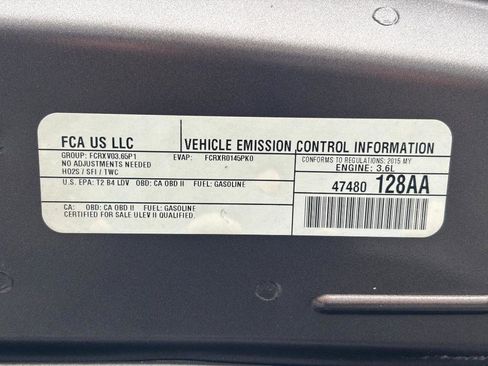 FCA US LLC
VEHICLE EMISSION CONTROL INFORMATION
GROUP: FCRXV03.65P1 EVAP: FCRXR0145PK0
NO ADJUSTMENTS NEEDED
HO2S / SFI / TWC
CONFORMS TO REGULATIONS: 2015 MY
ENGINE: 3.6L
U.S. EPA: T2 B4 LDV OBD: CA OBD II FUEL: GASOLINE
47480 128AA
CA: OBD: CA OBD II FUEL: GASOLINE
CERTIFIED FOR SALE ULEV II QUALIFIED.